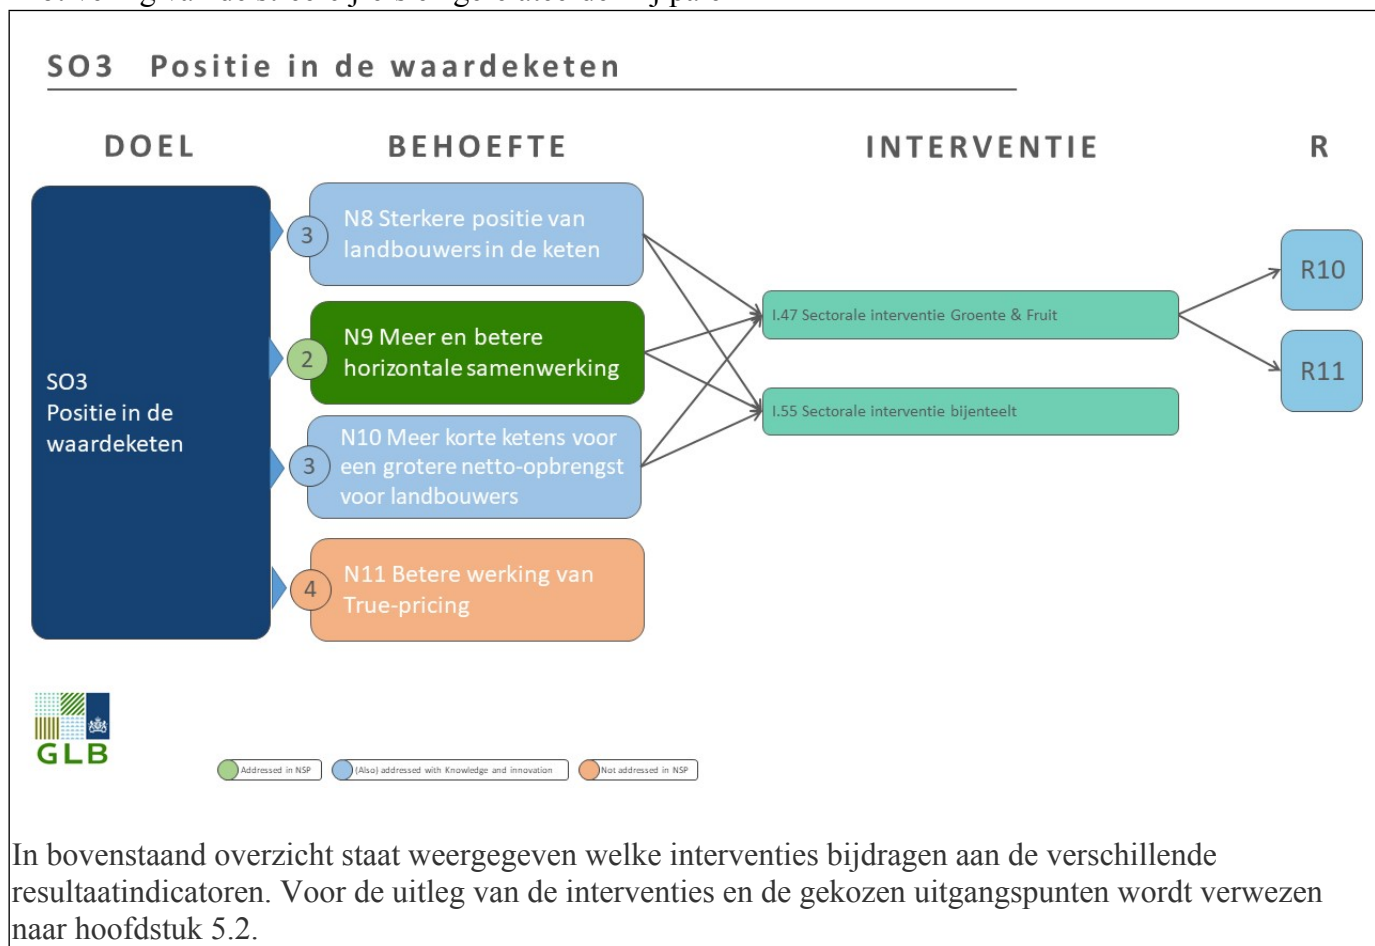 SO3 Positie in de waardeketen
DOEL
BEHOEFTE
INTERVENTIE
R
SO3
Positie in de
waardeketen
3
N8 Sterkere positie van
landbouwers in de keten
2
N9 Meer en betere
horizontale samenwerking
3
N10 Meer korte ketens voor
een grotere netto-opbrengst
voor landbouwers
4
N11 Betere werking van
True-pricing
I.47 Sectorale interventie Groente & Fruit
I.55 Sectorale interventie bijenteelt
R10
R11
GLB
Addressed in NSP
(Also) addressed with Knowledge and innovation
Not addressed in NSP
In bovenstaand overzicht staat weergegeven welke interventies bijdragen aan de verschillende
resultaatindicatoren. Voor de uitleg van de interventies en de gekozen uitgangspunten wordt verwezen
naar hoofdstuk 5.2.